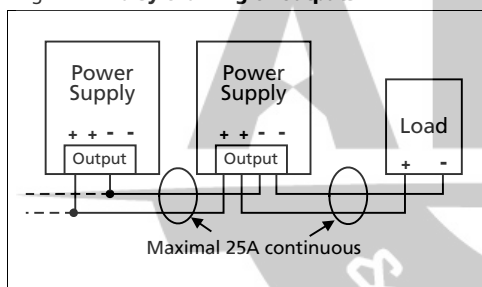 Power Supply
+ + - -
Output
Power Supply
+ + - -
Output
Load
+ -
Maximal 25A continuous